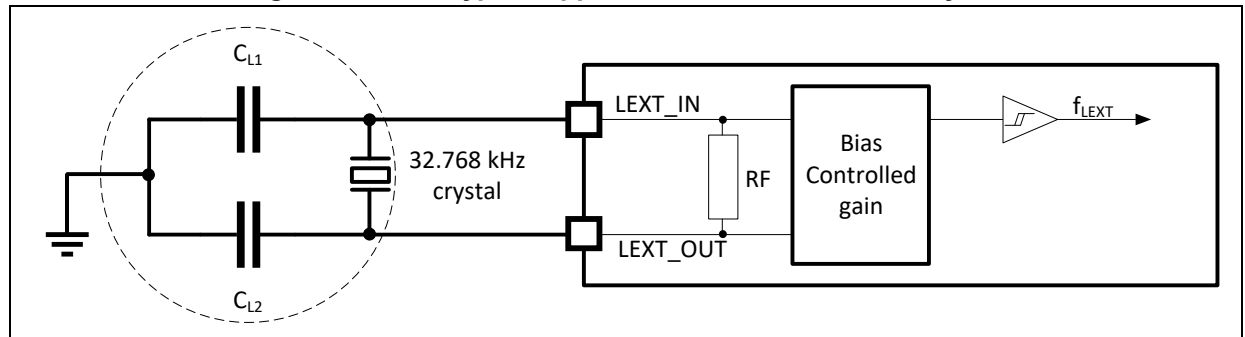 C_L1
LEXT_IN
f_LEXT
32.768 kHz
crystal
RF
Bias
Controlled
gain
LEXT_OUT
C_L2